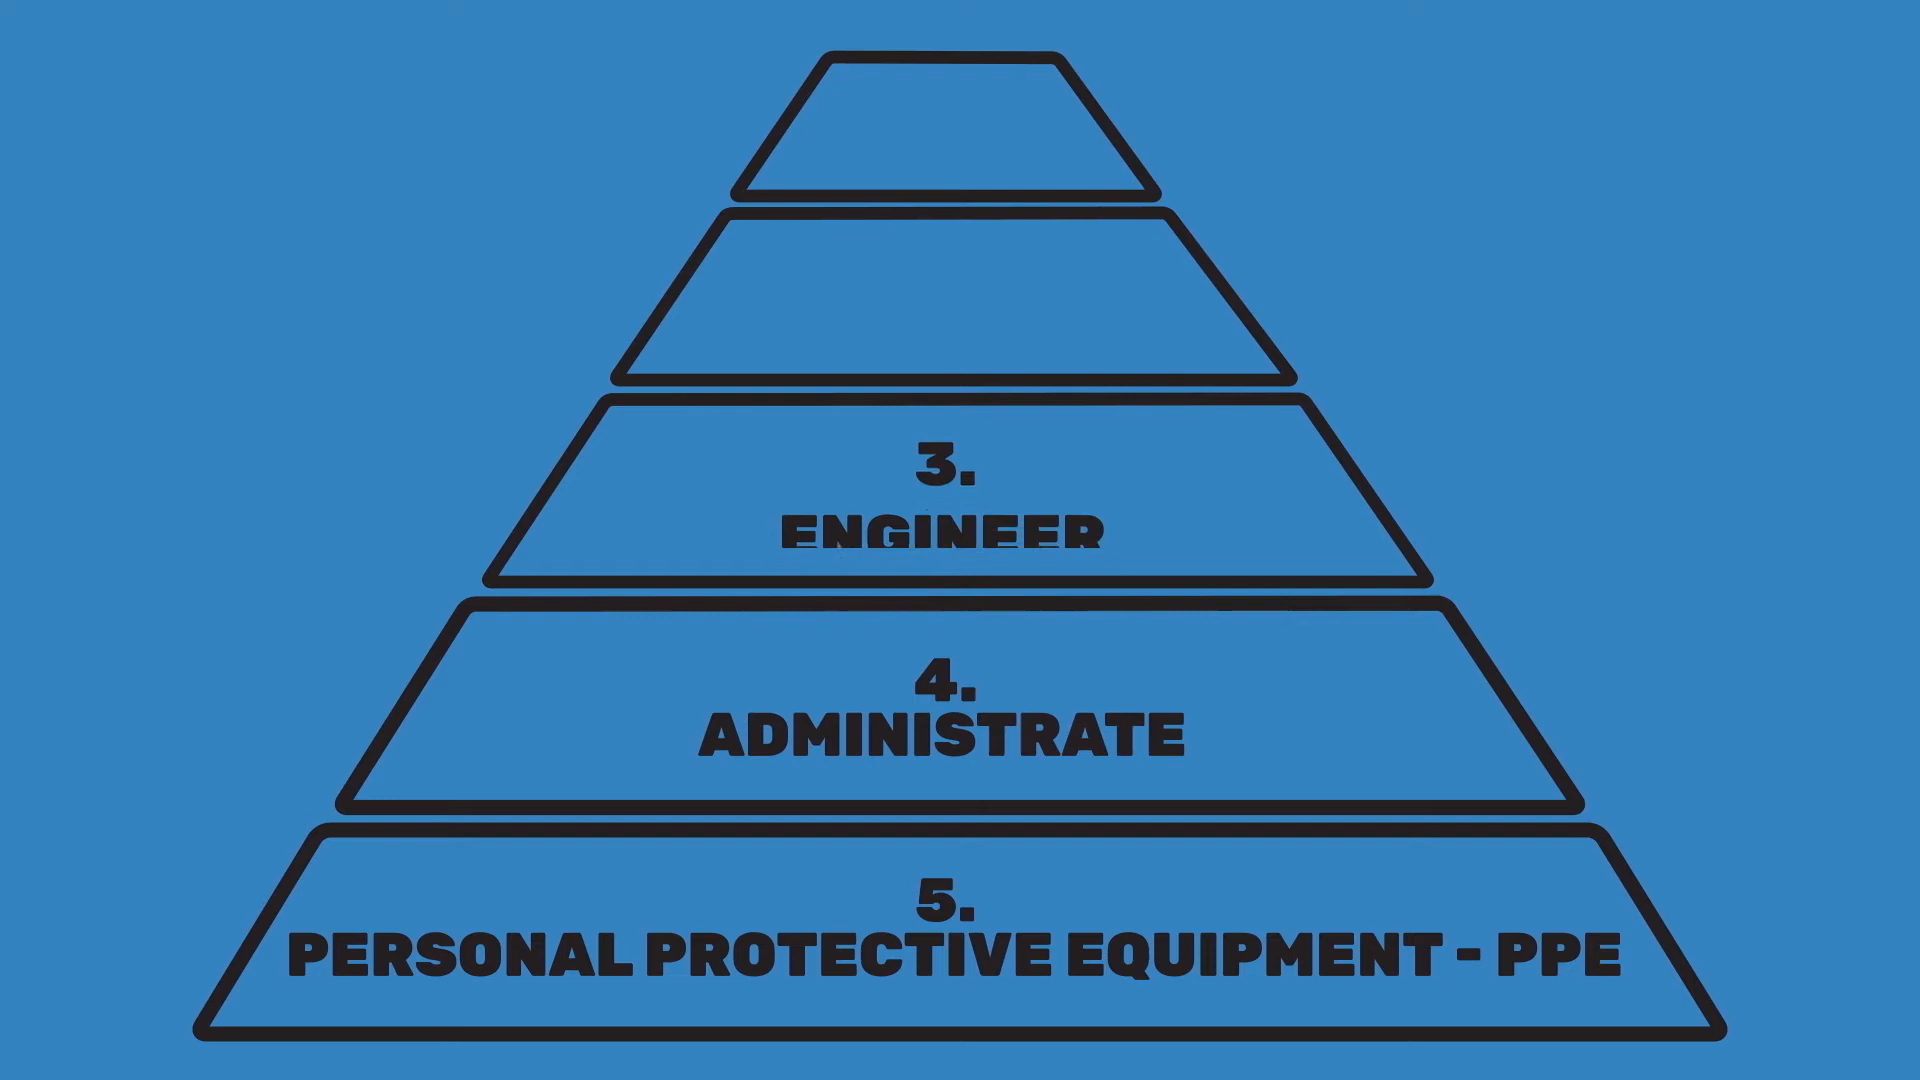 3.
ENGINEER
4.
ADMINISTRATE
5.
PERSONAL PROTECTIVE EQUIPMENT - PPE